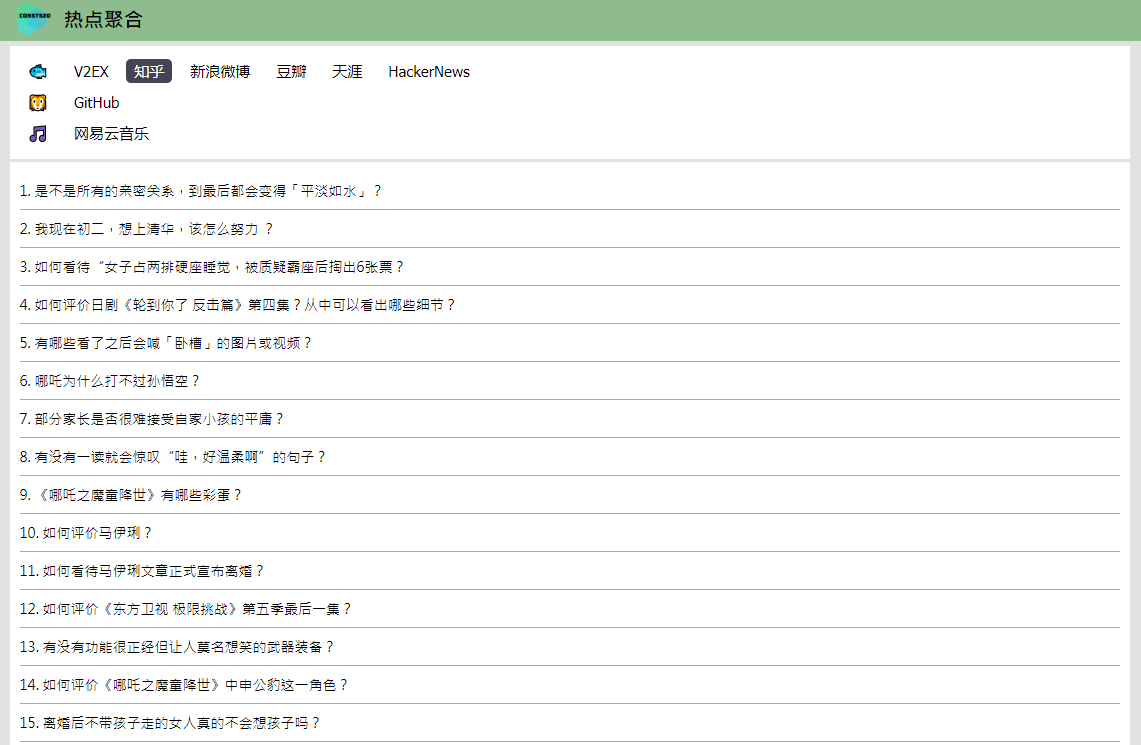 CONSTSZD
热点聚合
V2EX 知乎 新浪微博 豆瓣 天涯 HackerNews
GitHub
网易云音乐
1. 是不是所有的亲密关系，到最后都会变得「平淡如水」？
2. 我现在初二，想上清华，该怎么努力 ？
3. 如何看待“女子占两排硬座睡觉，被质疑霸座后掏出6张票？
4. 如何评价日剧《轮到你了 反击篇》第四集？从中可以看出哪些细节？
5. 有哪些看了之后会喊「卧槽」的图片或视频？
6. 哪吒为什么打不过孙悟空？
7. 部分家长是否很难接受自家小孩的平庸？
8. 有没有一读就会惊叹“哇，好温柔啊”的句子？
9. 《哪吒之魔童降世》有哪些彩蛋？
10. 如何评价马伊琍？
11. 如何看待马伊琍文章正式宣布离婚？
12. 如何评价《东方卫视 极限挑战》第五季最后一集？
13. 有没有功能很正经但让人莫名想笑的武器装备？
14. 如何评价《哪吒之魔童降世》中申公豹这一角色？
15. 离婚后不带孩子走的女人真的不会想孩子吗？